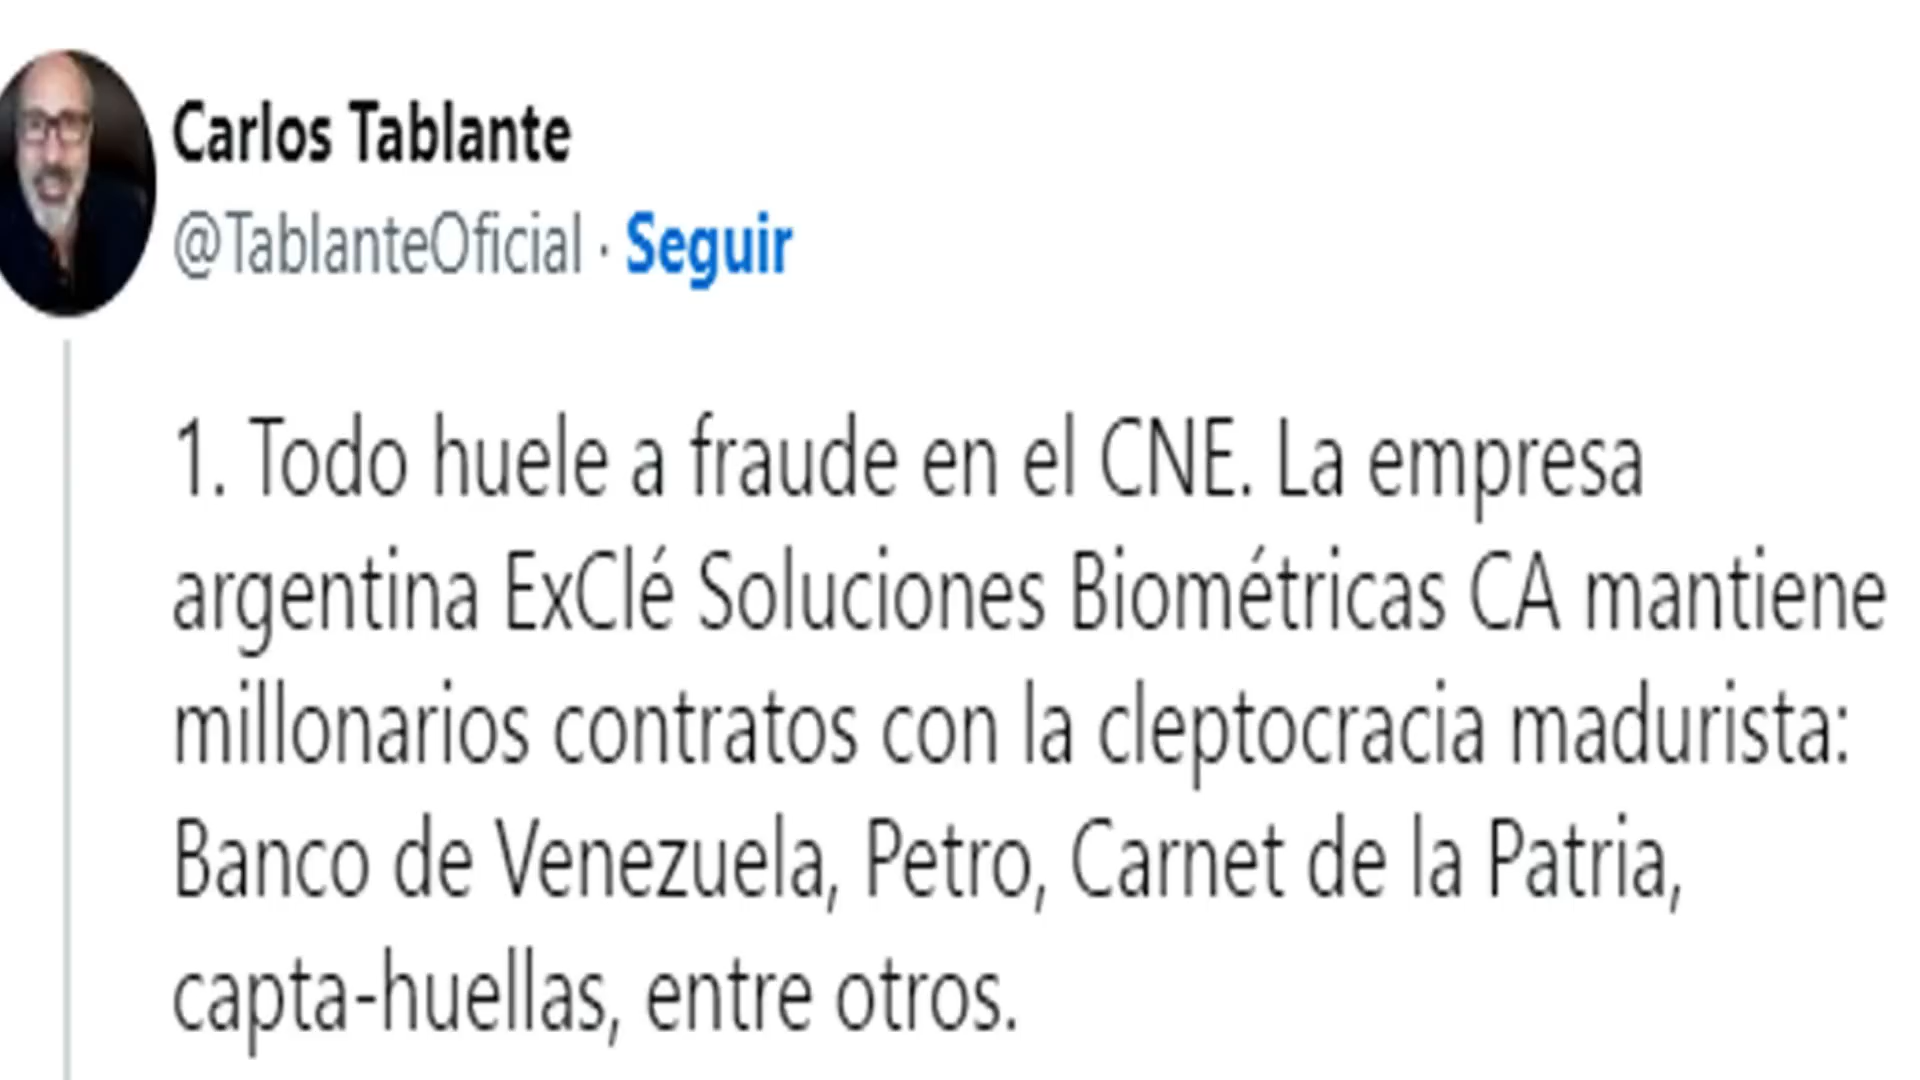 Carlos Tablante
@TablanteOficial · Seguir
1. Todo huele a fraude en el CNE. La empresa
argentina ExClé Soluciones Biométricas CA mantiene
millonarios contratos con la cleptocracia madurista:
Banco de Venezuela, Petro, Carnet de la Patria,
capta-huellas, entre otros.